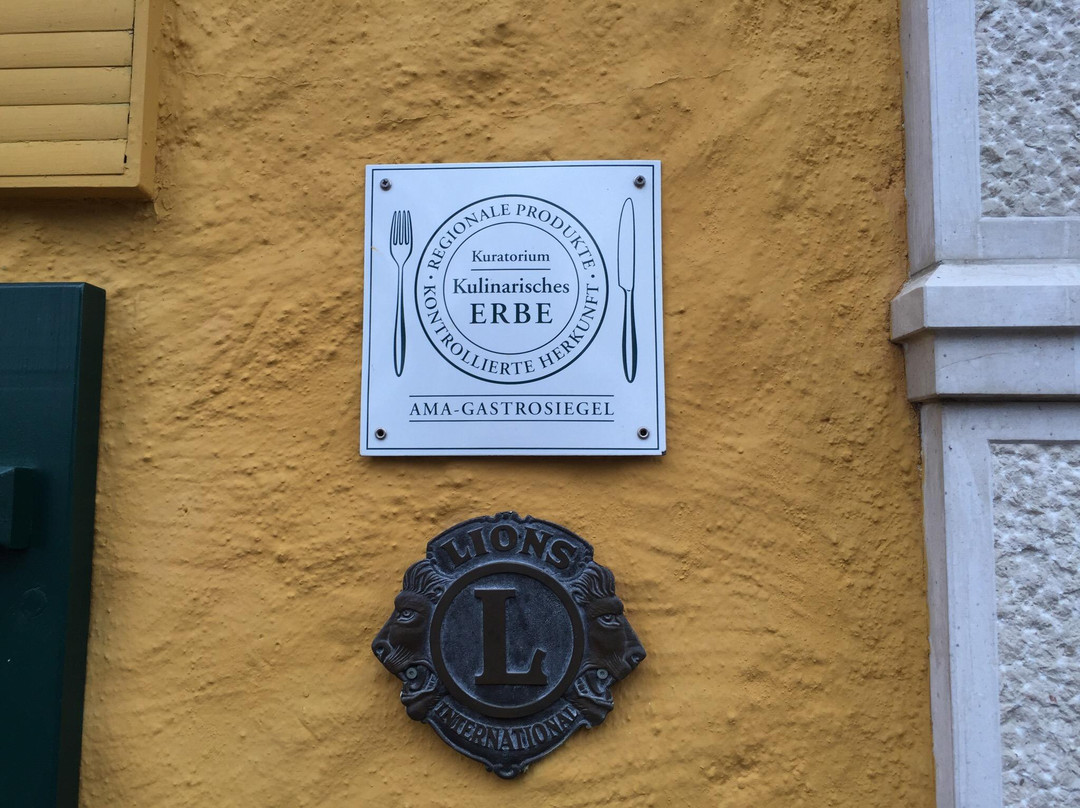 · REGIONALE PRODUKTE ·
Kuratorium
Kulinarisches
ERBE
KONTROLLIERTE HERKUNFT
AMA-GASTROSIEGEL
LIONS
L
INTERNATIONAL